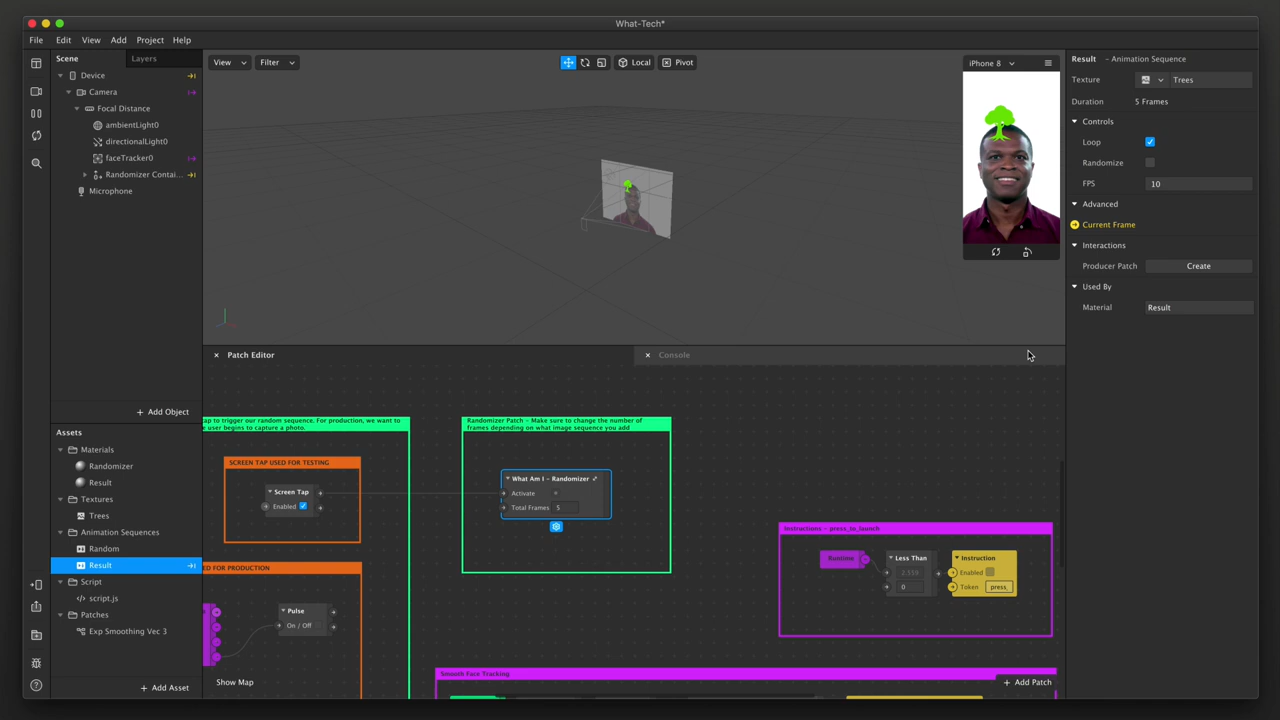 What-Tech*
File Edit View Add Project Help
Scene Layers
Device
Camera
Focal Distance
ambientLight0
directionalLight0
faceTracker0
Randomizer Contai...
Microphone
+ Add Object
Assets
Materials
Randomizer
Result
Textures
Trees
Animation Sequences
Random
Result
Script
script.js
Patches
Exp Smoothing Vec 3
+ Add Asset
View Filter Local Pivot
iPhone 8
Result - Animation Sequence
Texture Trees
Duration 5 Frames
Controls
Loop
Randomize
FPS 10
Advanced
Current Frame
Interactions
Producer Patch Create
Used By
Material Result
× Patch Editor × Console
tap to trigger our random sequence. For production, we want to
user begins to capture a photo.
SCREEN TAP USED FOR TESTING
Screen Tap
Enabled
ED FOR PRODUCTION
Pulse
On / Off
Show Map
Randomizer Patch - Make sure to change the number of
frames depending on what image sequence you add
What Am I - Randomizer
Activate
Total Frames 5
Instructions - press_to_launch
Runtime
Less Than
2.559
0
Instruction
Enabled
Token press_
Smooth Face Tracking
+ Add Patch